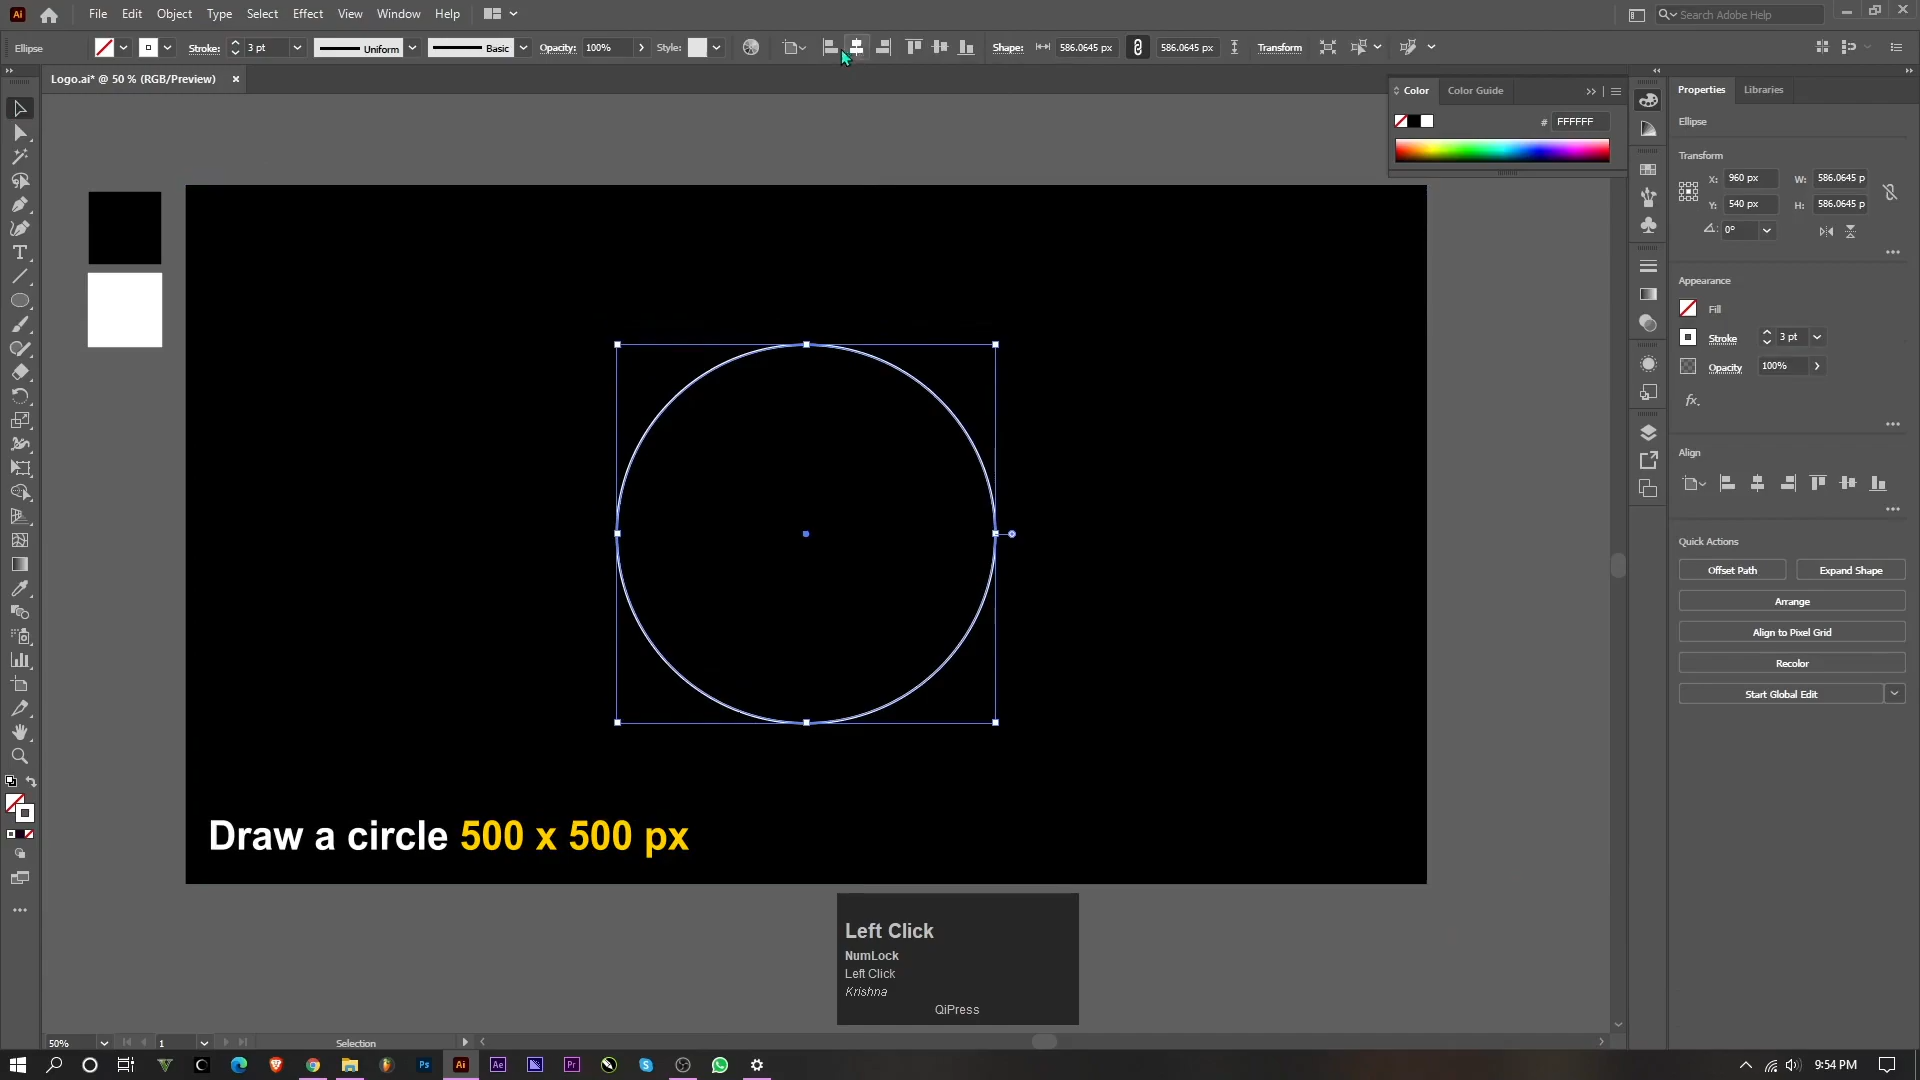 File Edit Object Type Select Effect View Window Help
Search Adobe Help
Ellipse
Stroke: 3 pt
Uniform
Basic
Opacity: 100%
Style:
Shape: 586.0645 px 586.0645 px
Transform
Logo.ai* @ 50 % (RGB/Preview)
Color
Color Guide
# FFFFFF
Properties
Libraries
Ellipse
Transform
X: 960 px W: 586.0645 p
Y: 540 px H: 586.0645 p
0°
Appearance
Fill
Stroke 3 pt
Opacity 100%
fx.
Align
Quick Actions
Offset Path Expand Shape
Arrange
Align to Pixel Grid
Recolor
Start Global Edit
Draw a circle 500 x 500 px
Left Click
NumLock
Left Click
Krishna
QiPress
50% 1 Selection
Ps Ai Ae Pr
9:54 PM